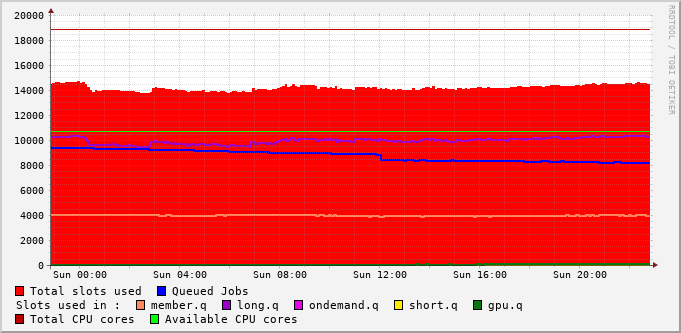 RRDTOOL / TOBI OETIKER
20000
18000
16000
14000
12000
10000
8000
6000
4000
2000
0
Sun 00:00 Sun 04:00 Sun 08:00 Sun 12:00 Sun 16:00 Sun 20:00
Total slots used Queued Jobs
Slots used in : member.q long.q ondemand.q short.q gpu.q
Total CPU cores Available CPU cores